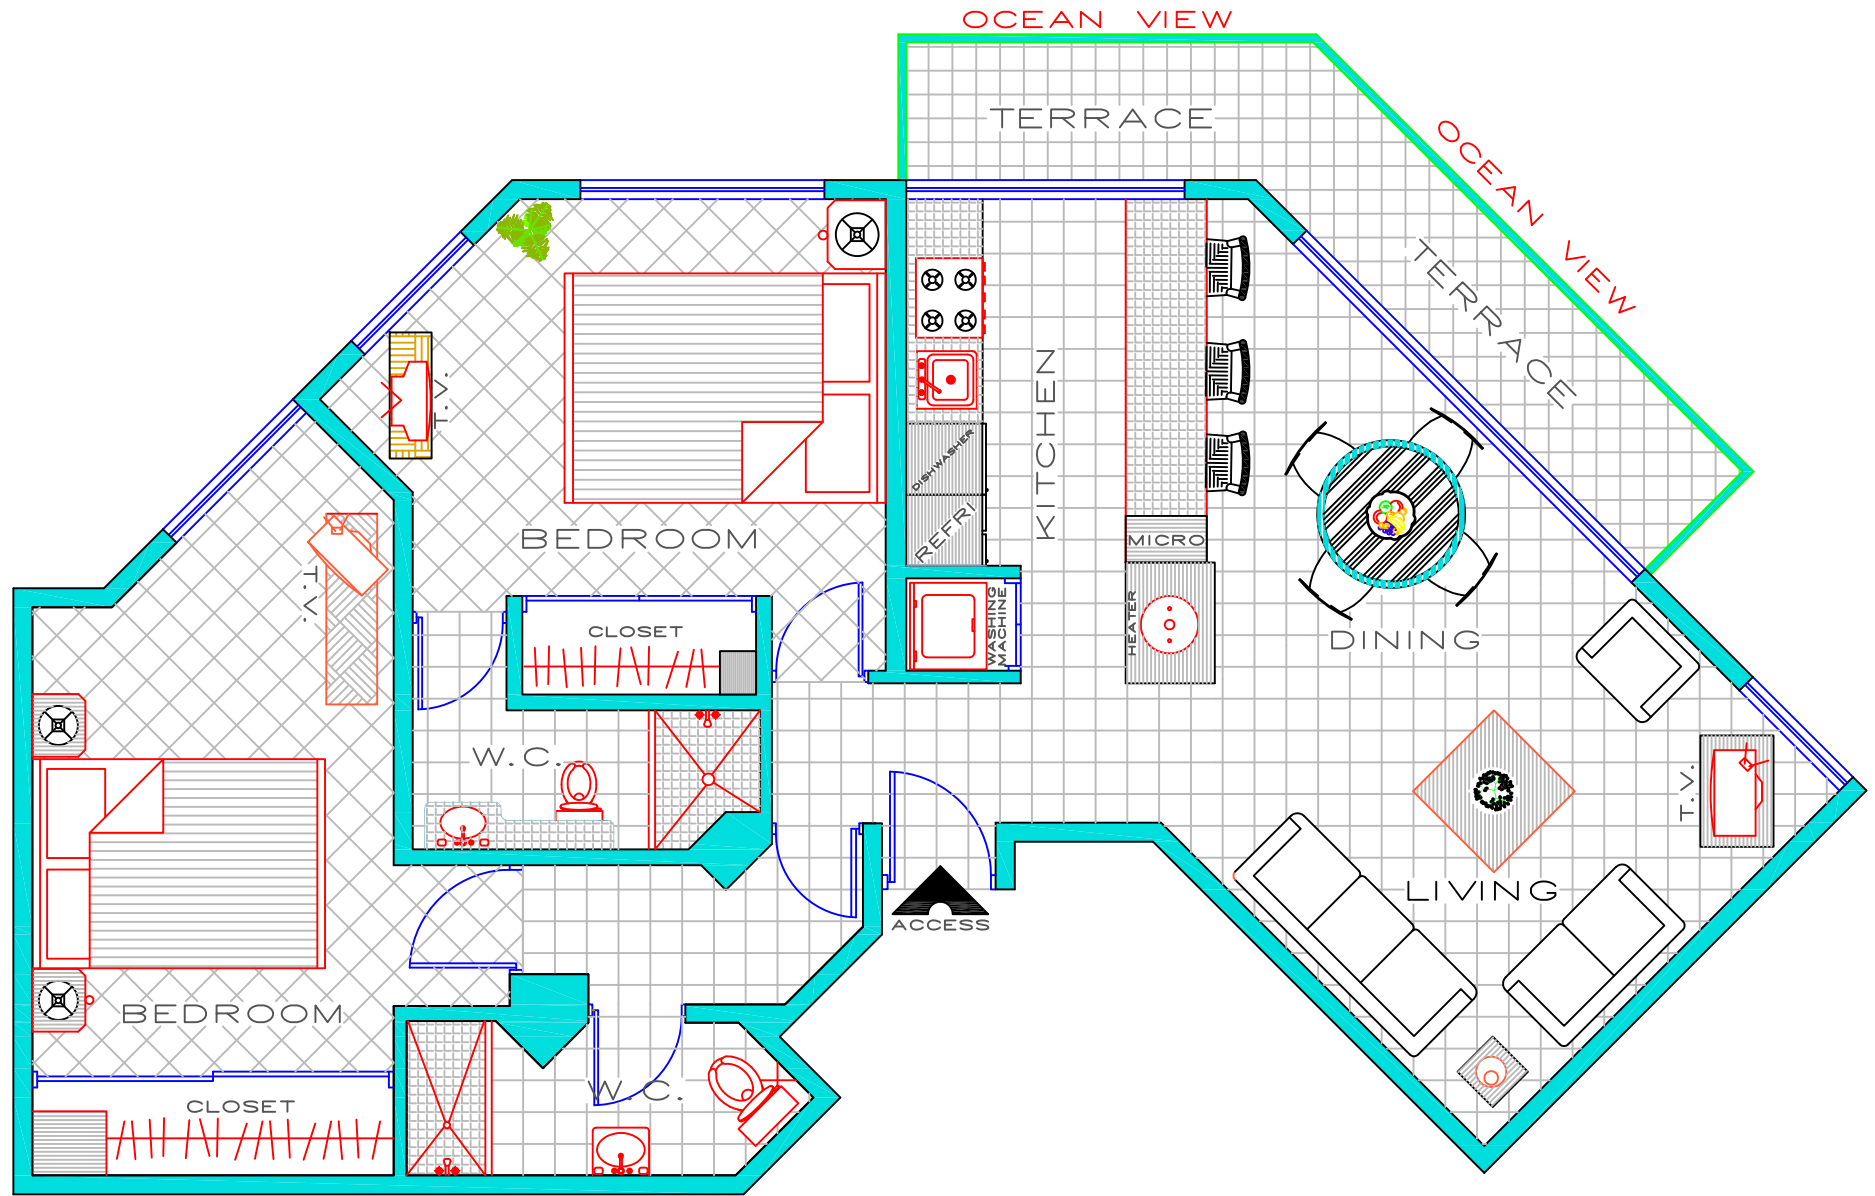 OCEAN VIEW
TERRACE
OCEAN VIEW
TERRACE
T.V.
KITCHEN
DISHWASHER
REFRI
BEDROOM
MICRO
T.V.
CLOSET
WASHING
MACHINE
HEATER
DINING
W.C.
T.V.
LIVING
ACCESS
BEDROOM
W.C.
CLOSET